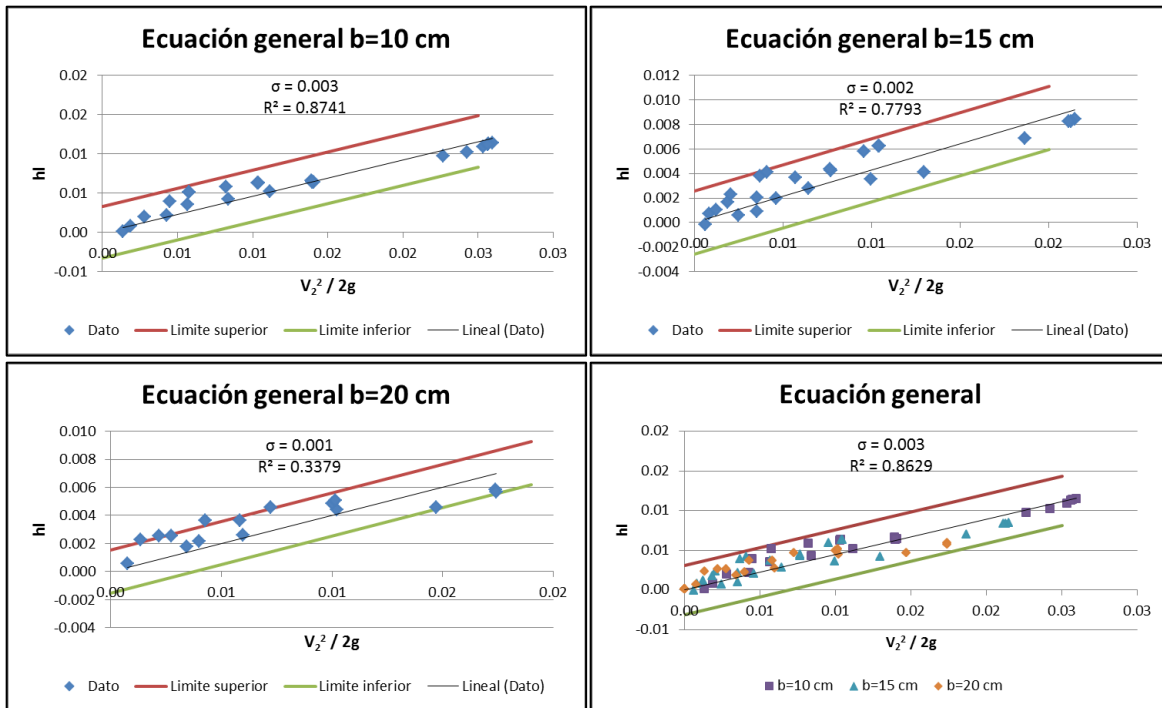 Ecuación general b=10 cm
σ = 0.003
R² = 0.8741
0.02
0.02
0.01
0.01
0.00
-0.01
hl
0.00 0.01 0.01 0.02 0.02 0.03 0.03
V₂² / 2g
Dato Limite superior Limite inferior Lineal (Dato)
Ecuación general b=15 cm
σ = 0.002
R² = 0.7793
0.012
0.010
0.008
0.006
0.004
0.002
0.000
-0.002
-0.004
hl
0.00 0.01 0.01 0.02 0.02 0.03
V₂² / 2g
Dato Limite superior Limite inferior Lineal (Dato)
Ecuación general b=20 cm
σ = 0.001
R² = 0.3379
0.010
0.008
0.006
0.004
0.002
0.000
-0.002
-0.004
hl
0.00 0.01 0.01 0.02 0.02
V₂² / 2g
Dato Limite superior Limite inferior Lineal (Dato)
Ecuación general
σ = 0.003
R² = 0.8629
0.02
0.02
0.01
0.01
0.00
-0.01
hl
0.00 0.01 0.01 0.02 0.03 0.03
V₂² / 2g
b=10 cm b=15 cm b=20 cm